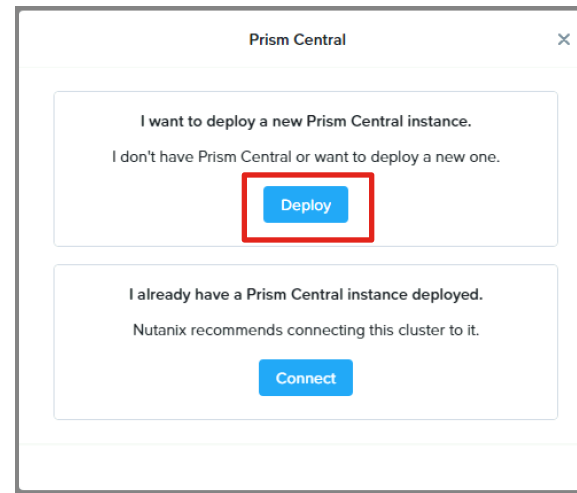 Prism Central
I want to deploy a new Prism Central instance.
I don't have Prism Central or want to deploy a new one.
Deploy
I already have a Prism Central instance deployed.
Nutanix recommends connecting this cluster to it.
Connect